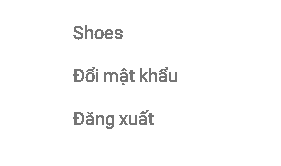 Shoes
Đổi mật khẩu
Đăng xuất